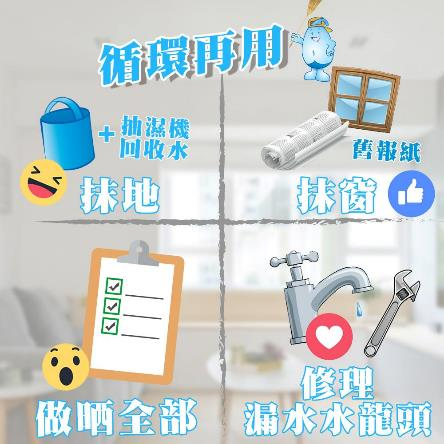 循環再用
+抽濕機
回收水
抹地
舊報紙
抹窗
做晒全部
修理
漏水水龍頭